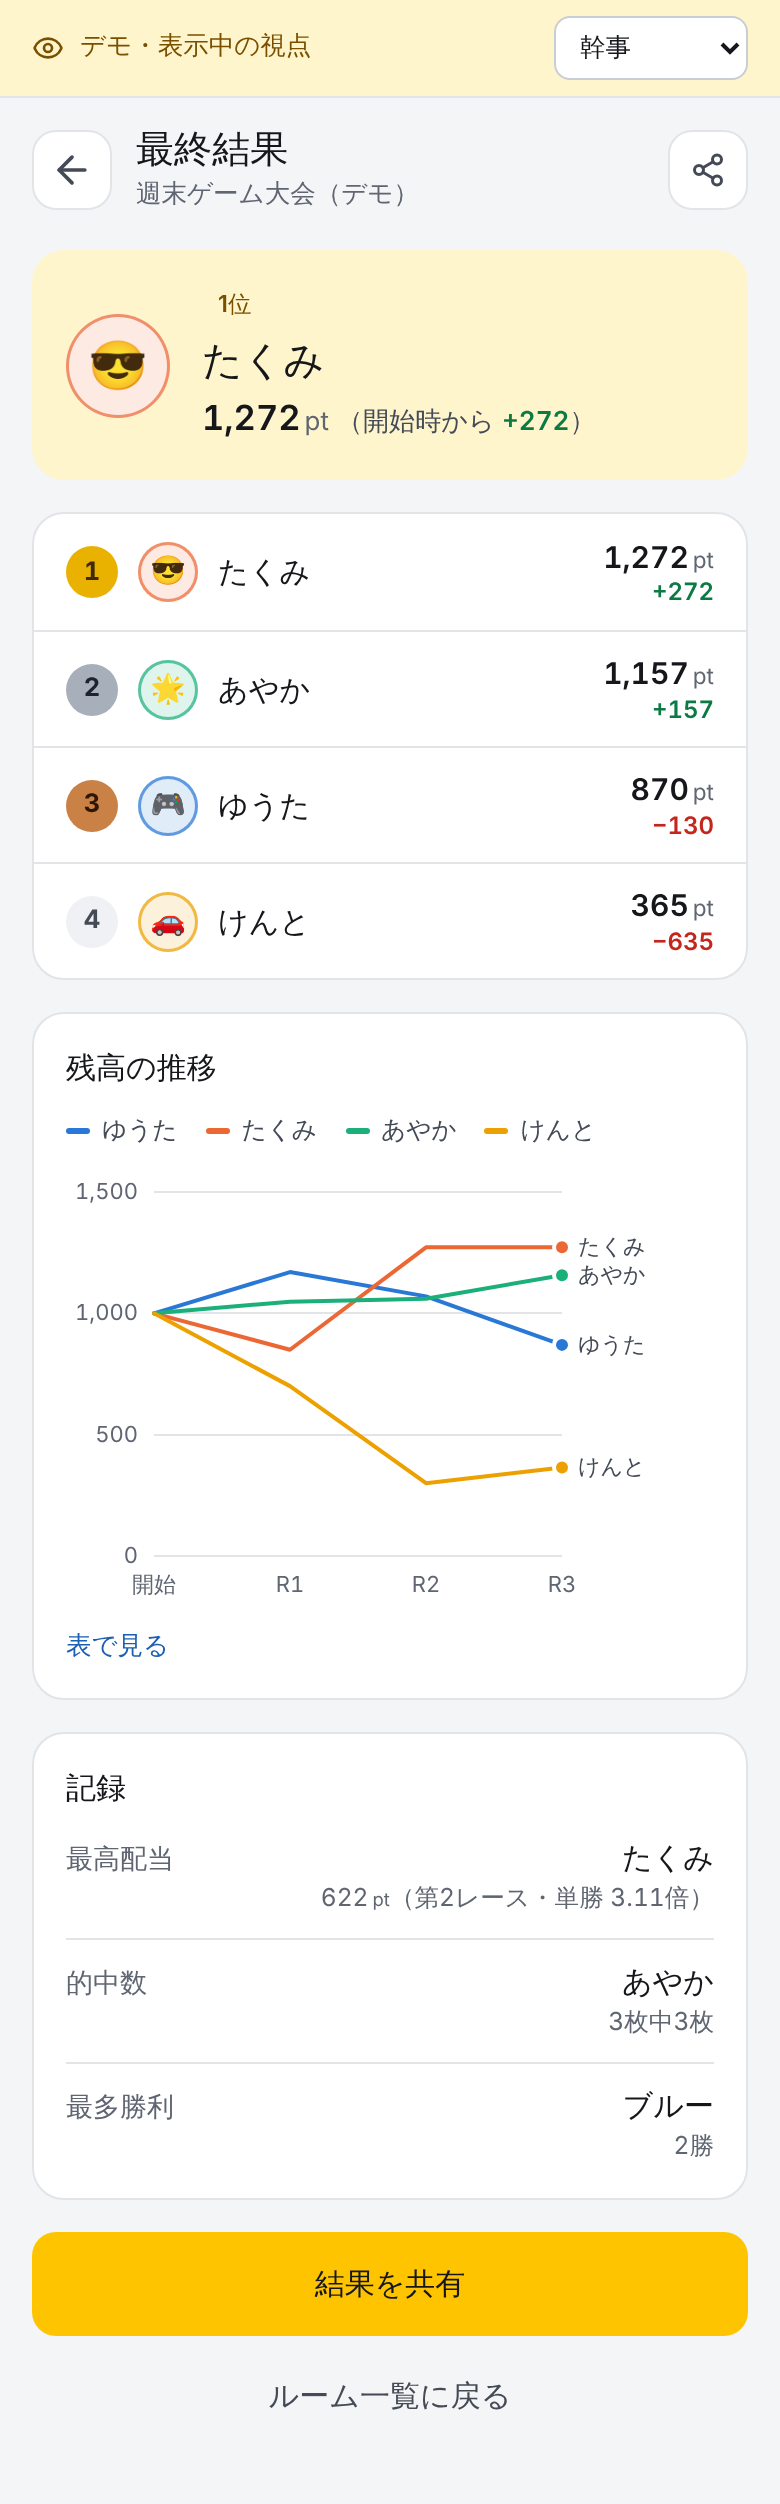 デモ・表示中の視点
幹事
最終結果
週末ゲーム大会（デモ）
1位
たくみ
1,272 pt （開始時から +272）
1 たくみ 1,272 pt
+272
2 あやか 1,157 pt
+157
3 ゆうた 870 pt
−130
4 けんと 365 pt
−635
残高の推移
ゆうた たくみ あやか けんと
1,500
たくみ
あやか
1,000
ゆうた
500
けんと
0
開始 R1 R2 R3
表で見る
記録
最高配当 たくみ
622 pt（第2レース・単勝 3.11倍）
的中数 あやか
3枚中3枚
最多勝利 ブルー
2勝
結果を共有
ルーム一覧に戻る